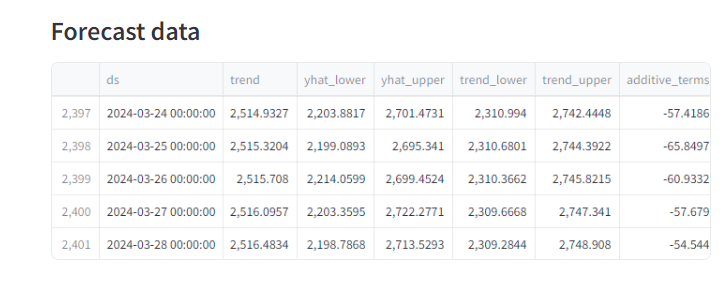 Forecast data
ds trend yhat_lower yhat_upper trend_lower trend_upper additive_terms
2,397 2024-03-24 00:00:00 2,514.9327 2,203.8817 2,701.4731 2,310.994 2,742.4448 -57.4186
2,398 2024-03-25 00:00:00 2,515.3204 2,199.0893 2,695.341 2,310.6801 2,744.3922 -65.8497
2,399 2024-03-26 00:00:00 2,515.708 2,214.0599 2,699.4524 2,310.3662 2,745.8215 -60.9332
2,400 2024-03-27 00:00:00 2,516.0957 2,203.3595 2,722.2771 2,309.6668 2,747.341 -57.679
2,401 2024-03-28 00:00:00 2,516.4834 2,198.7868 2,713.5293 2,309.2844 2,748.908 -54.544